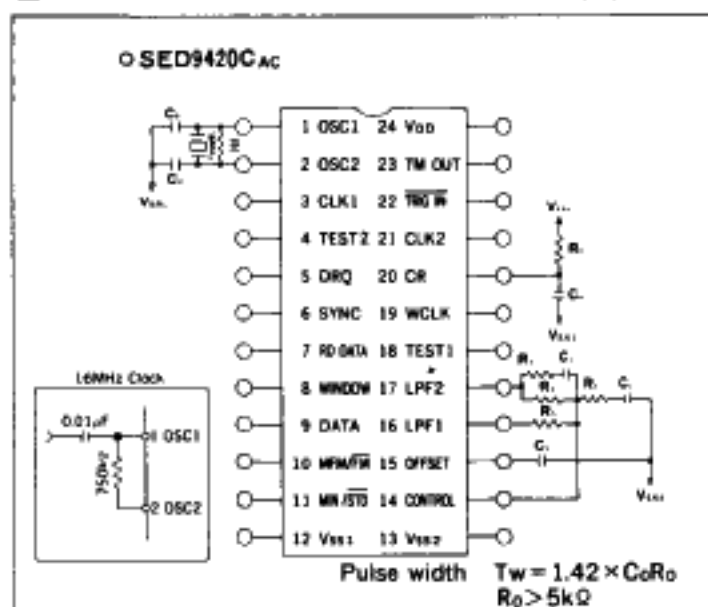 ○ SED9420CAC
1 OSC1 24 VDD
2 OSC2 23 TM OUT
3 CLK1 22 TRG IN
4 TEST2 21 CLK2
5 DRQ 20 CR
6 SYNC 19 WCLK
7 RD DATA 18 TEST1
8 WINDOW 17 LPF2
9 DATA 16 LPF1
10 MFM/FM 15 OFFSET
11 MIN/STD 14 CONTROL
12 VSS1 13 VSS2
16MHz Clock
0.01μF
1 OSC1
750kΩ
2 OSC2
Pulse width Tw=1.42×C₀R₀
R₀>5kΩ